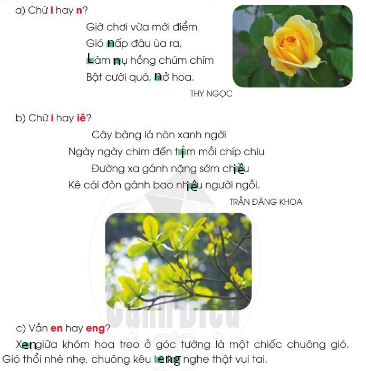 a) Chữ l hay n?
Giờ chơi vừa mới điểm
Gió nấp đâu ùa ra,
Làm nụ hồng chúm chím
Bật cười quá, nở hoa.
THY NGỌC
b) Chữ i hay iê?
Cây bàng lá nõn xanh ngời
Ngày ngày chim đến tìm mồi chíp chiu
Đường xa gánh nặng sớm chiều
Kê cái đòn gánh bao nhiêu người ngồi.
TRẦN ĐĂNG KHOA
Cánh Diều
c) Vần en hay eng?
Xen giữa khóm hoa treo ở góc tường là một chiếc chuông gió.
Gió thổi nhè nhẹ, chuông kêu leng keng nghe thật vui tai.